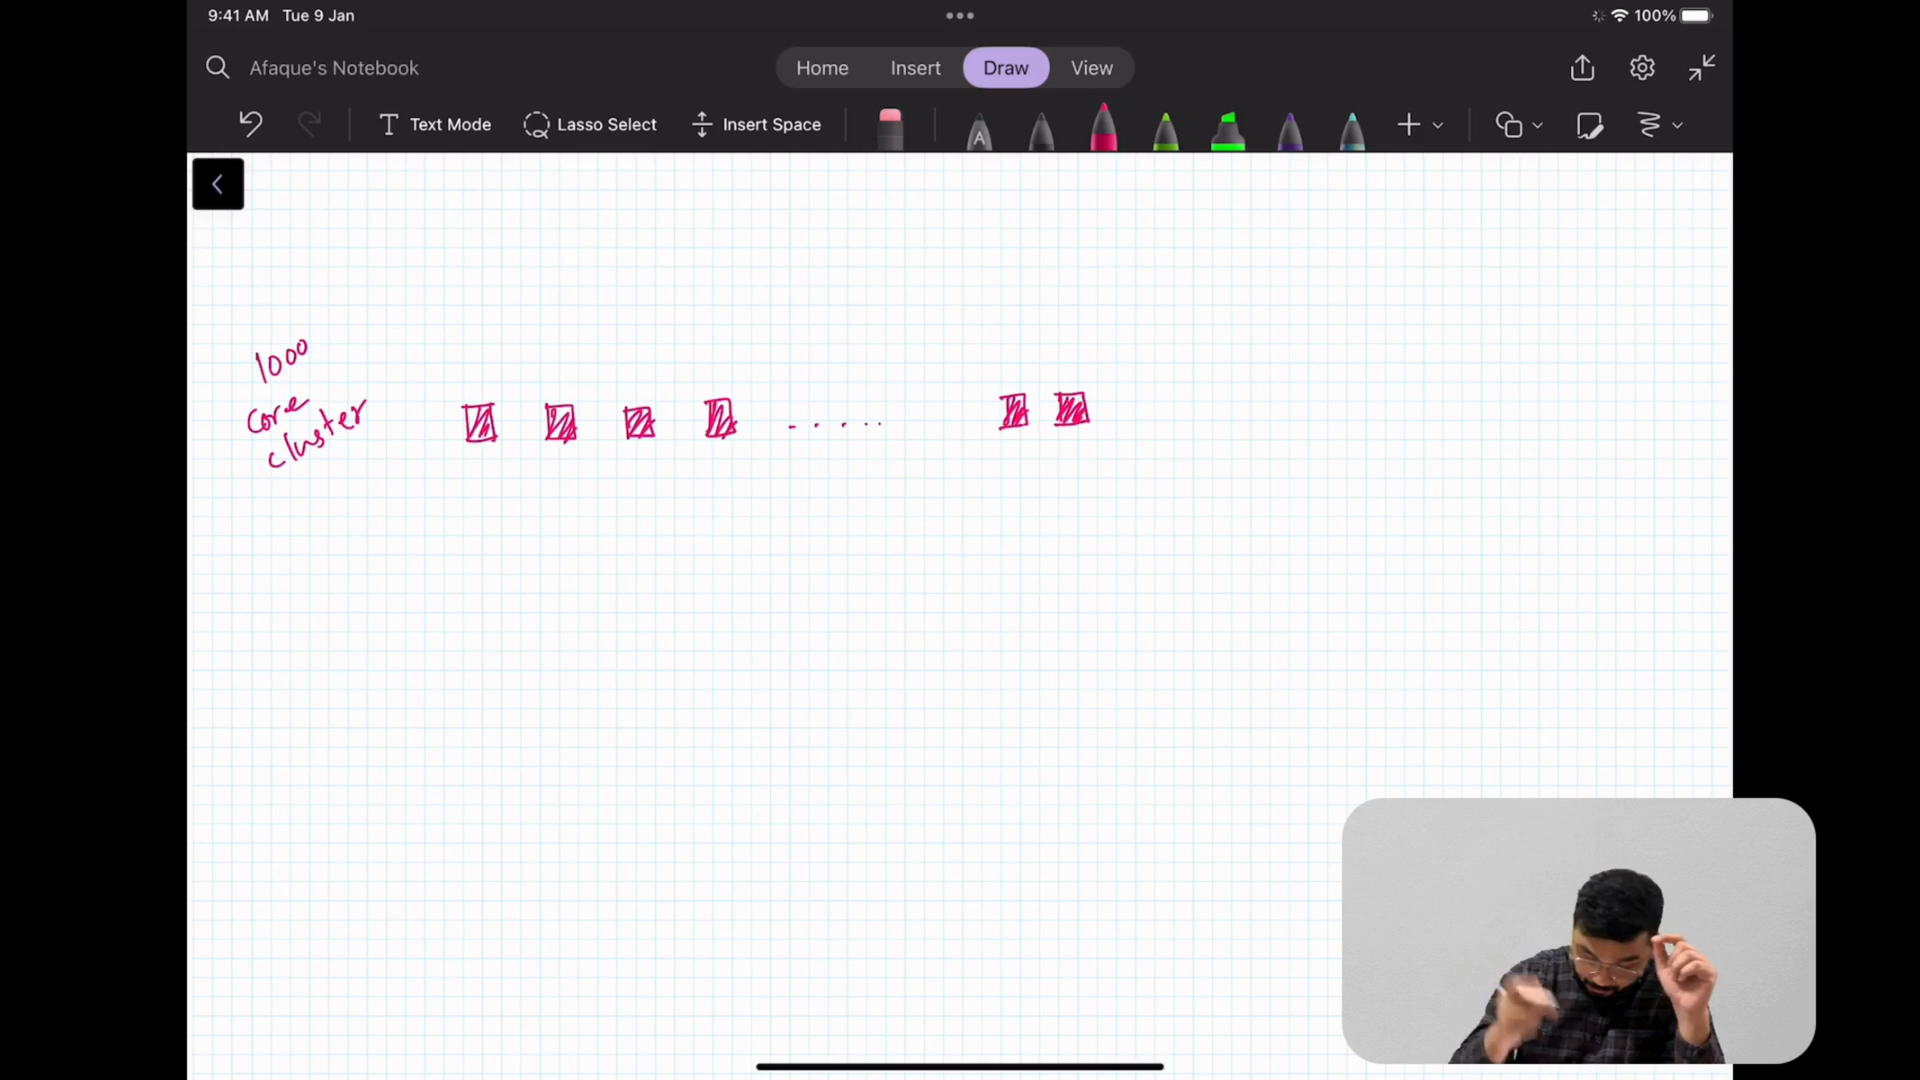 9:41 AM Tue 9 Jan
100%
Afaque's Notebook
Home Insert Draw View
Text Mode Lasso Select Insert Space
A
1000
core
cluster